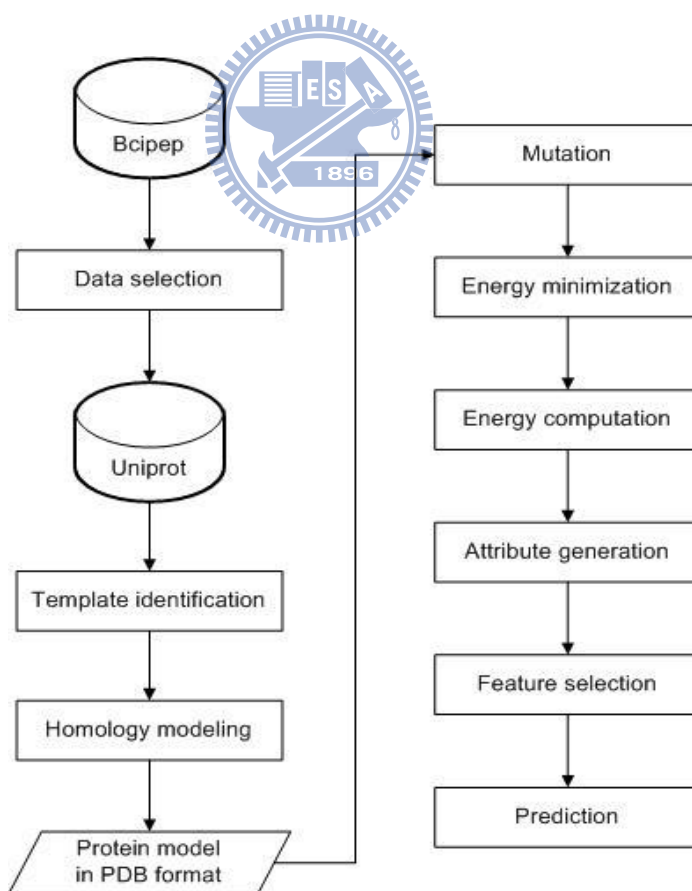 Bcipep
Data selection
Uniprot
Template identification
Homology modeling
Protein model
in PDB format
E S A
1896
Mutation
Energy minimization
Energy computation
Attribute generation
Feature selection
Prediction